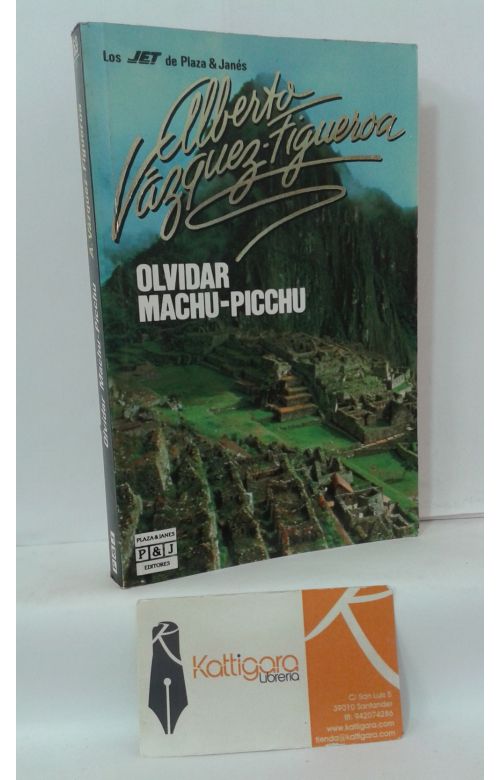 Los JET de Plaza & Janés
Alberto
Vázquez-Figueroa
OLVIDAR
MACHU-PICCHU
Olvidar Machu-Picchu A. Vázquez Figueroa
PLAZA & JANES
P & J
EDITORES
Kattigara
Librería
C/ San Luis 5
39010 Santander
tlf: 942074286
www.kattigara.com
tienda@kattigara.com